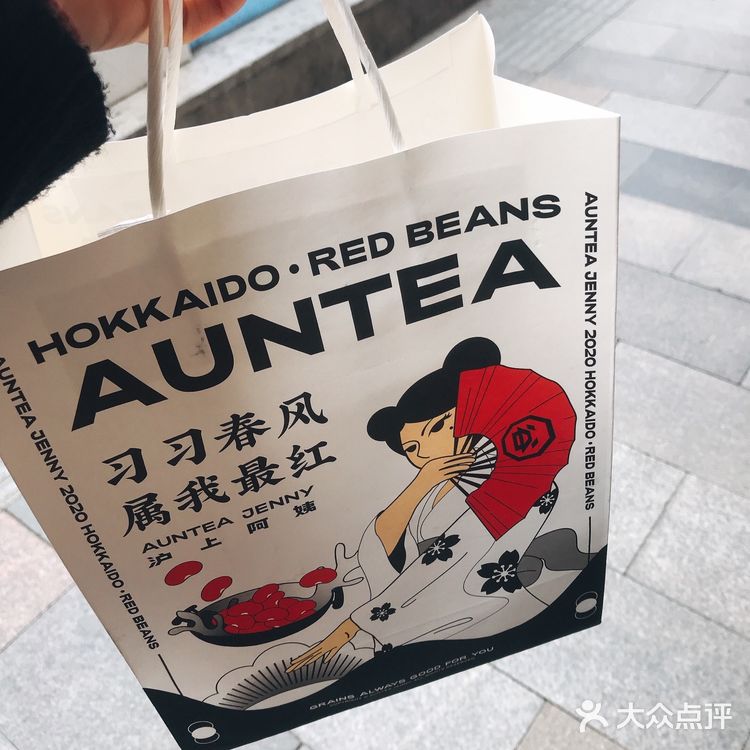 HOKKAIDO · RED BEANS
AUNTEA
习习春风
属我最红
AUNTEA JENNY
沪上阿姨
谷
GRAINS ALWAYS GOOD FOR YOU
AUNTEA JENNY 2020 HOKKAIDO · RED BEANS
AUNTEA JENNY 2020 HOKKAIDO · RED BEANS
大众点评